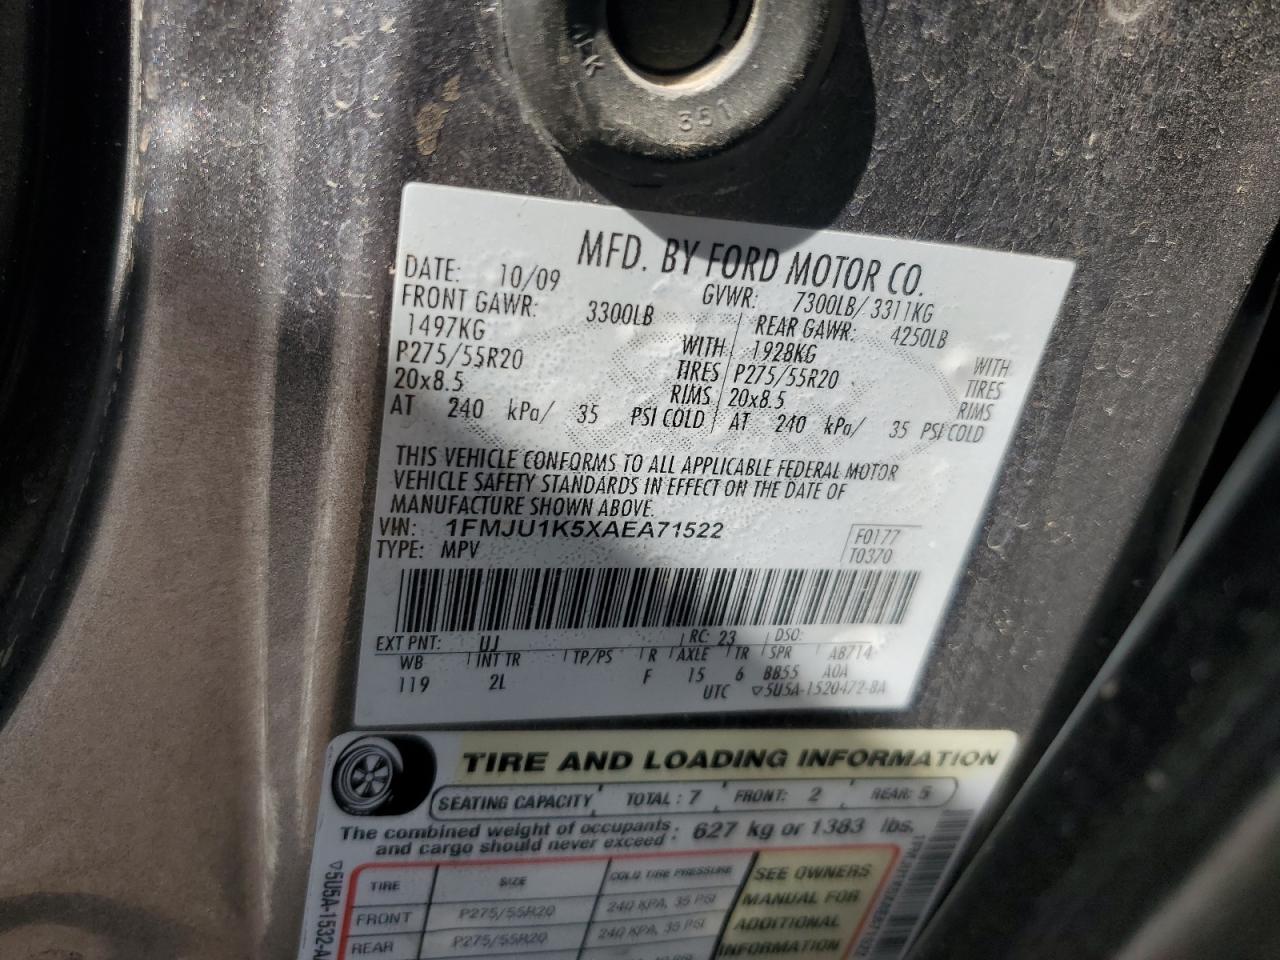 351
MFD. BY FORD MOTOR CO.
DATE: 10/09 GVWR: 7300LB/ 3311KG
FRONT GAWR: 3300LB REAR GAWR: 4250LB
1497KG WITH 1928KG WITH
P275/55R20 TIRES P275/55R20 TIRES
20x8.5 RIMS 20x8.5 RIMS
AT 240 kPa/ 35 PSI COLD AT 240 kPa/ 35 PSI COLD
THIS VEHICLE CONFORMS TO ALL APPLICABLE FEDERAL MOTOR
VEHICLE SAFETY STANDARDS IN EFFECT ON THE DATE OF
MANUFACTURE SHOWN ABOVE.
VIN: 1FMJU1K5XAEA71522 F0177
TYPE: MPV T0370
EXT PNT: UJ RC: 23 DSO:
WB INT TR TP/PS R AXLE TR SPR A8714
119 2L F 15 6 BB55 A0A
UTC ▽5U5A-1520472-BA
TIRE AND LOADING INFORMATION
SEATING CAPACITY TOTAL : 7 FRONT: 2 REAR: 5
The combined weight of occupants and cargo should never exceed : 627 kg or 1383 lbs.
TIRE SIZE COLD TIRE PRESSURE SEE OWNERS
FRONT P275/55R20 240 KPA, 35 PSI MANUAL FOR
REAR P275/55R20 240 KPA, 35 PSI ADDITIONAL
INFORMATION
▽5U5A-1532-A